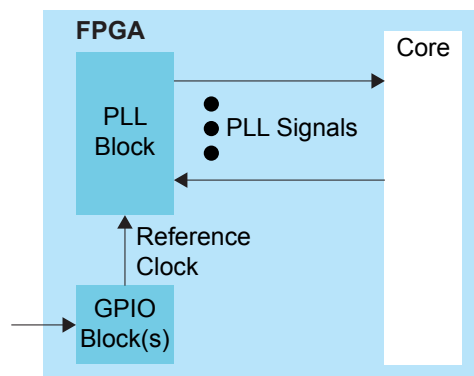 FPGA
Core
PLL
Block
PLL Signals
Reference
Clock
GPIO
Block(s)